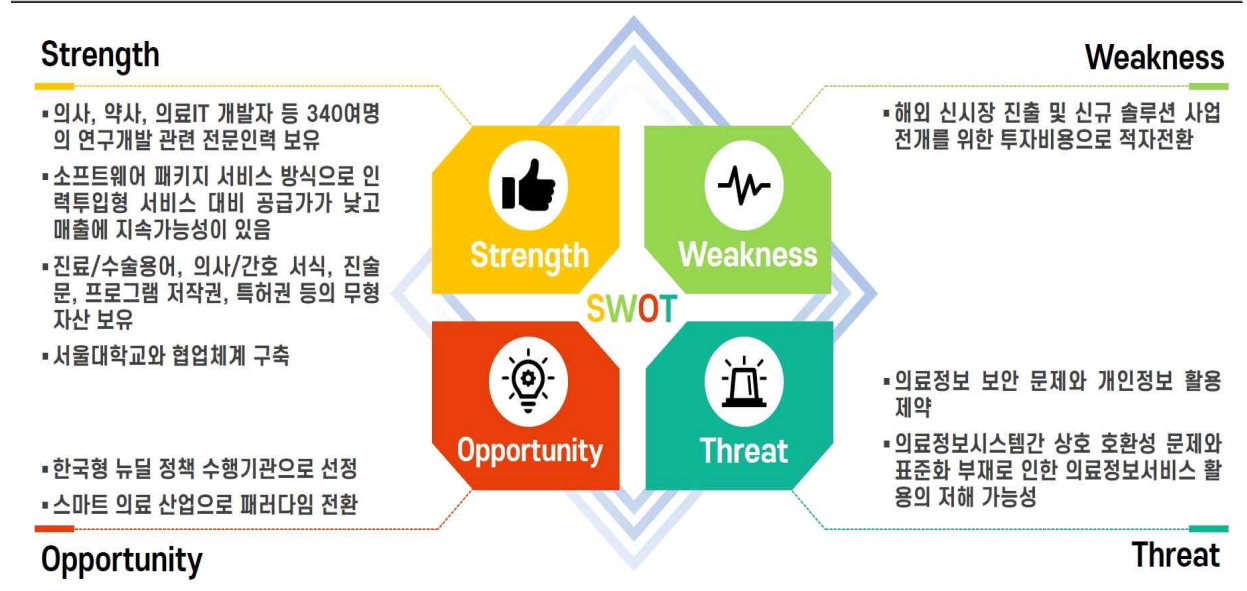 Strength
▪의사, 약사, 의료IT 개발자 등 340여명
의 연구개발 관련 전문인력 보유
▪소프트웨어 패키지 서비스 방식으로 인
력투입형 서비스 대비 공급가가 낮고
매출에 지속가능성이 있음
▪진료/수술용어, 의사/간호 서식, 진술
문, 프로그램 저작권, 특허권 등의 무형
자산 보유
▪서울대학교와 협업체계 구축
Weakness
▪해외 신시장 진출 및 신규 솔루션 사업
전개를 위한 투자비용으로 적자전환
Strength
Weakness
SWOT
Opportunity
Threat
▪한국형 뉴딜 정책 수행기관으로 선정
▪스마트 의료 산업으로 패러다임 전환
Opportunity
▪의료정보 보안 문제와 개인정보 활용
제약
▪의료정보시스템간 상호 호환성 문제와
표준화 부재로 인한 의료정보서비스 활
용의 저해 가능성
Threat